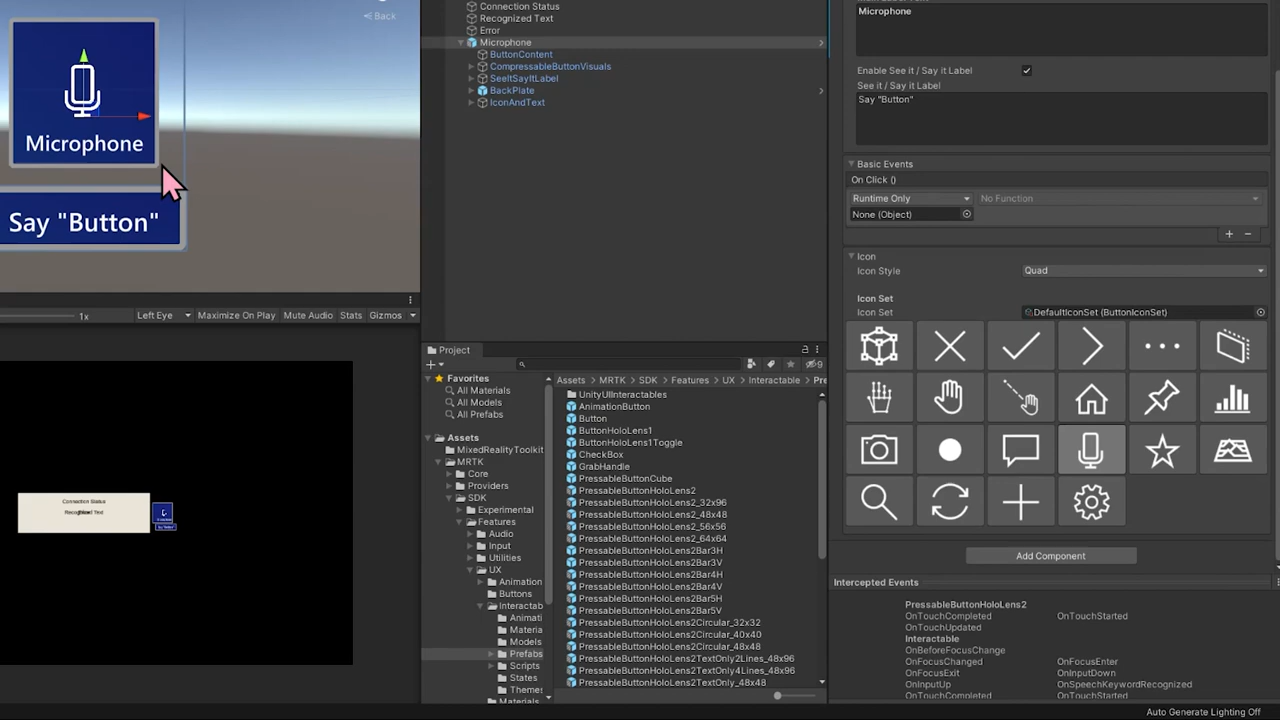 Back
Microphone
Say "Button"
1x
Left Eye
Maximize On Play
Mute Audio
Stats
Gizmos
Connection Status
Recognized Text
Connection Status
Recognized Text
Error
Microphone
ButtonContent
CompressableButtonVisuals
SeeItSayItLabel
BackPlate
IconAndText
Project
9
Favorites
All Materials
All Models
All Prefabs
Assets
MixedRealityToolkit
MRTK
Core
Providers
SDK
Experimental
Features
Audio
Input
Utilities
UX
Animation
Buttons
Interactab
Animati
Materia
Models
Prefabs
Scripts
States
Themes
Materials
Assets
MRTK
SDK
Features
UX
Interactable
Pre
UnityUIInteractables
AnimationButton
Button
ButtonHoloLens1
ButtonHoloLens1Toggle
CheckBox
GrabHandle
PressableButtonCube
PressableButtonHoloLens2
PressableButtonHoloLens2_32x96
PressableButtonHoloLens2_48x48
PressableButtonHoloLens2_56x56
PressableButtonHoloLens2_64x64
PressableButtonHoloLens2Bar3H
PressableButtonHoloLens2Bar3V
PressableButtonHoloLens2Bar4H
PressableButtonHoloLens2Bar4V
PressableButtonHoloLens2Bar5H
PressableButtonHoloLens2Bar5V
PressableButtonHoloLens2Circular_32x32
PressableButtonHoloLens2Circular_40x40
PressableButtonHoloLens2Circular_48x48
PressableButtonHoloLens2TextOnly2Lines_48x96
PressableButtonHoloLens2TextOnly4Lines_48x96
PressableButtonHoloLens2TextOnly_48x48
Microphone
Enable See it / Say it Label
See it / Say it Label
Say "Button"
Basic Events
On Click ()
Runtime Only
No Function
None (Object)
Icon
Icon Style
Quad
Icon Set
Icon Set
DefaultIconSet (ButtonIconSet)
Add Component
Intercepted Events
PressableButtonHoloLens2
OnTouchCompleted
OnTouchStarted
OnTouchUpdated
Interactable
OnBeforeFocusChange
OnFocusChanged
OnFocusEnter
OnFocusExit
OnInputDown
OnInputUp
OnSpeechKeywordRecognized
OnTouchCompleted
OnTouchStarted
Auto Generate Lighting Off